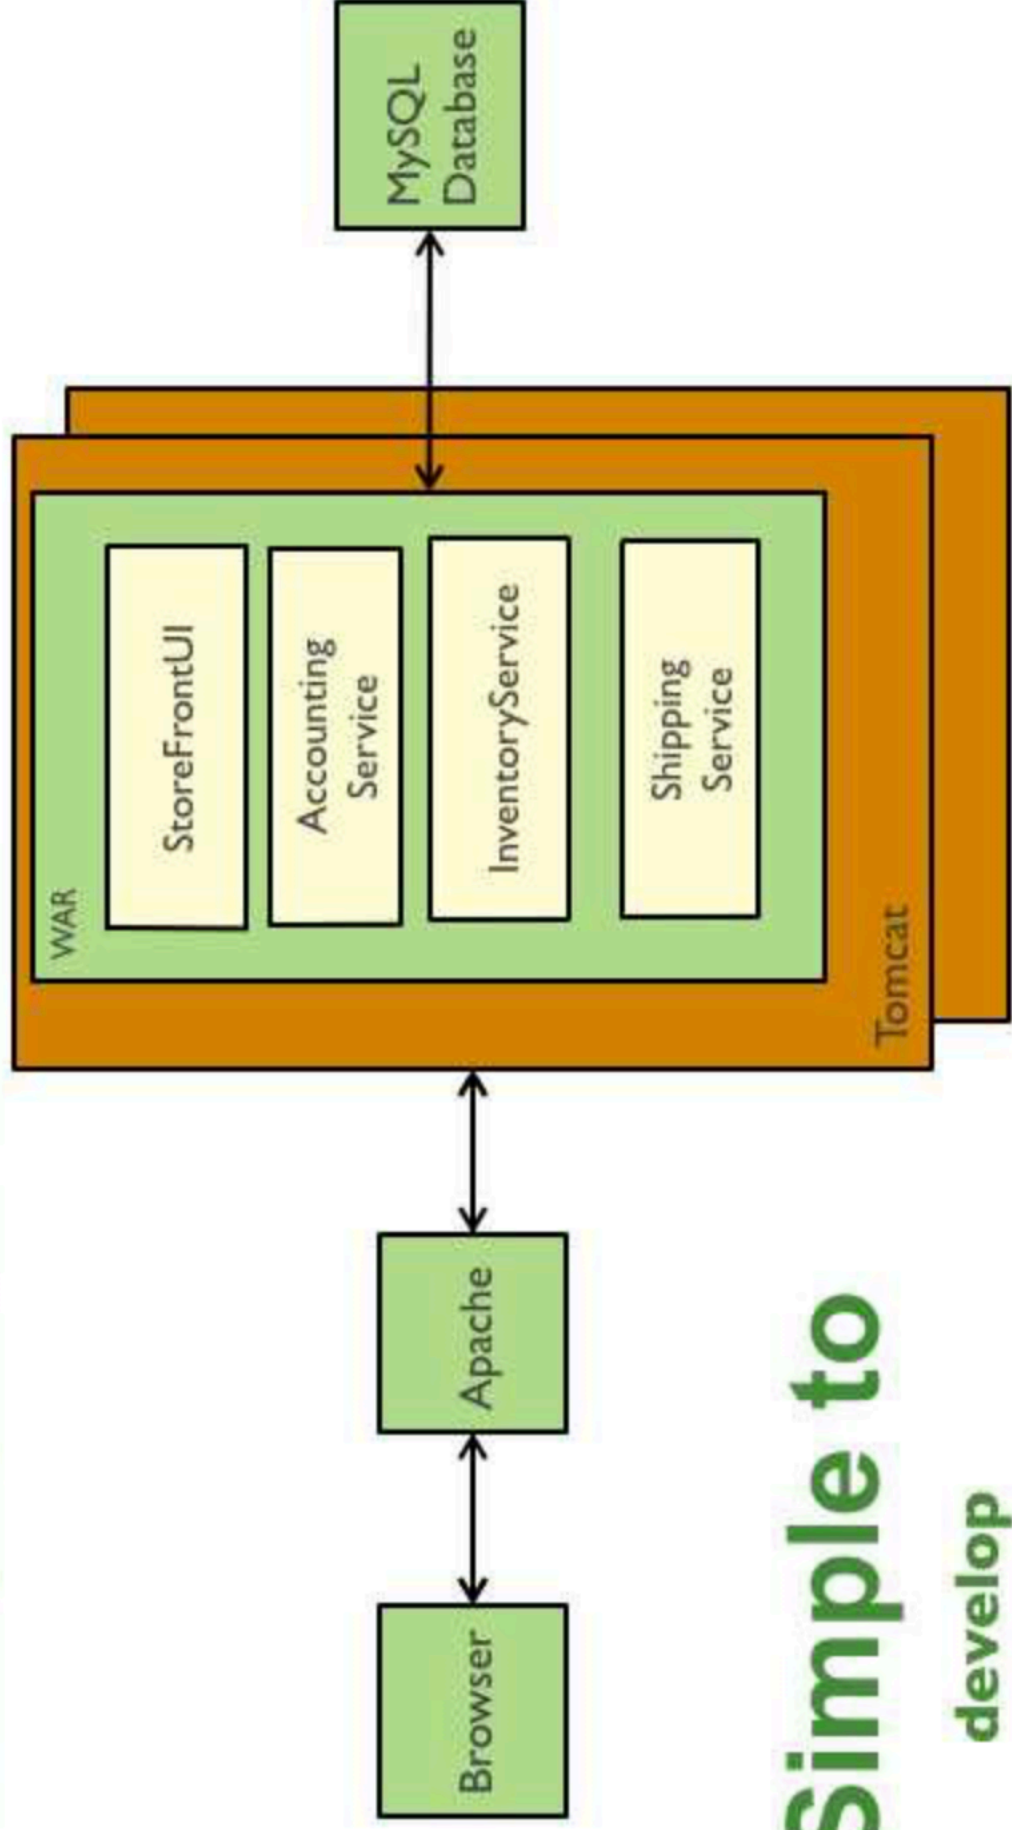 WAR
StoreFrontUI
Accounting
Service
InventoryService
Shipping
Service
Tomcat
Browser
Apache
MySQL
Database
Simple to
develop